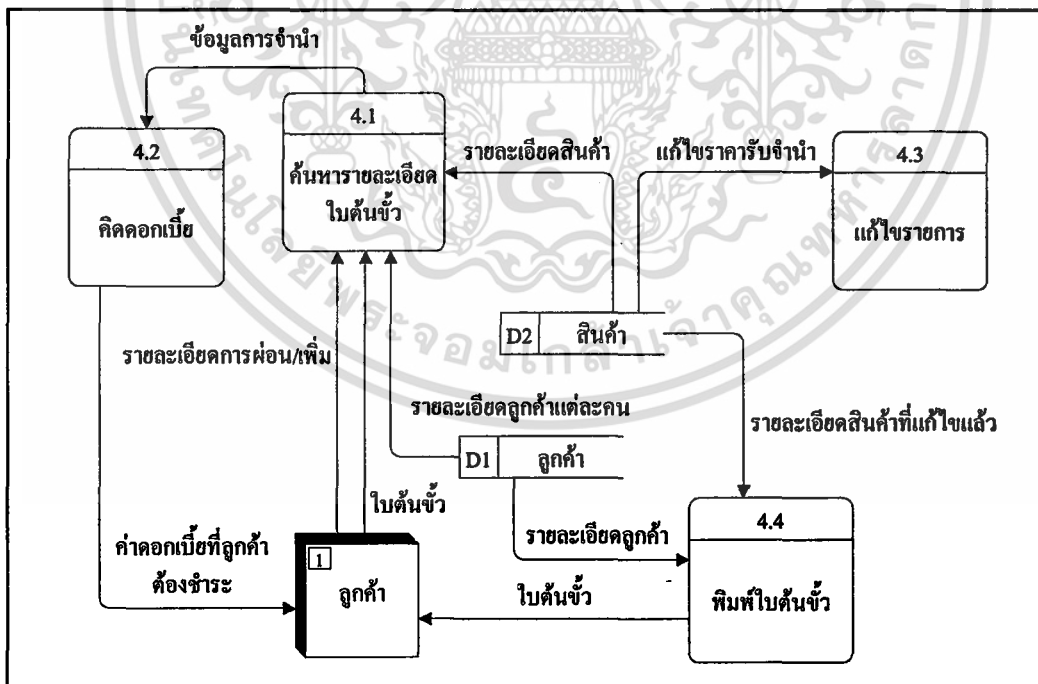 ข้อมูลการจำนำ
4.1
ค้นหารายละเอียด
ใบต้นขั้ว
4.2
คิดดอกเบี้ย
รายละเอียดสินค้า
แก้ไขราคารับจำนำ
4.3
แก้ไขรายการ
D2 สินค้า
รายละเอียดการผ่อน/เพิ่ม
รายละเอียดลูกค้าแต่ละคน
รายละเอียดสินค้าที่แก้ไขแล้ว
D1 ลูกค้า
ใบต้นขั้ว
4.4
พิมพ์ใบต้นขั้ว
รายละเอียดลูกค้า
ค่าดอกเบี้ยที่ลูกค้า
ต้องชำระ
1
ลูกค้า
ใบต้นขั้ว